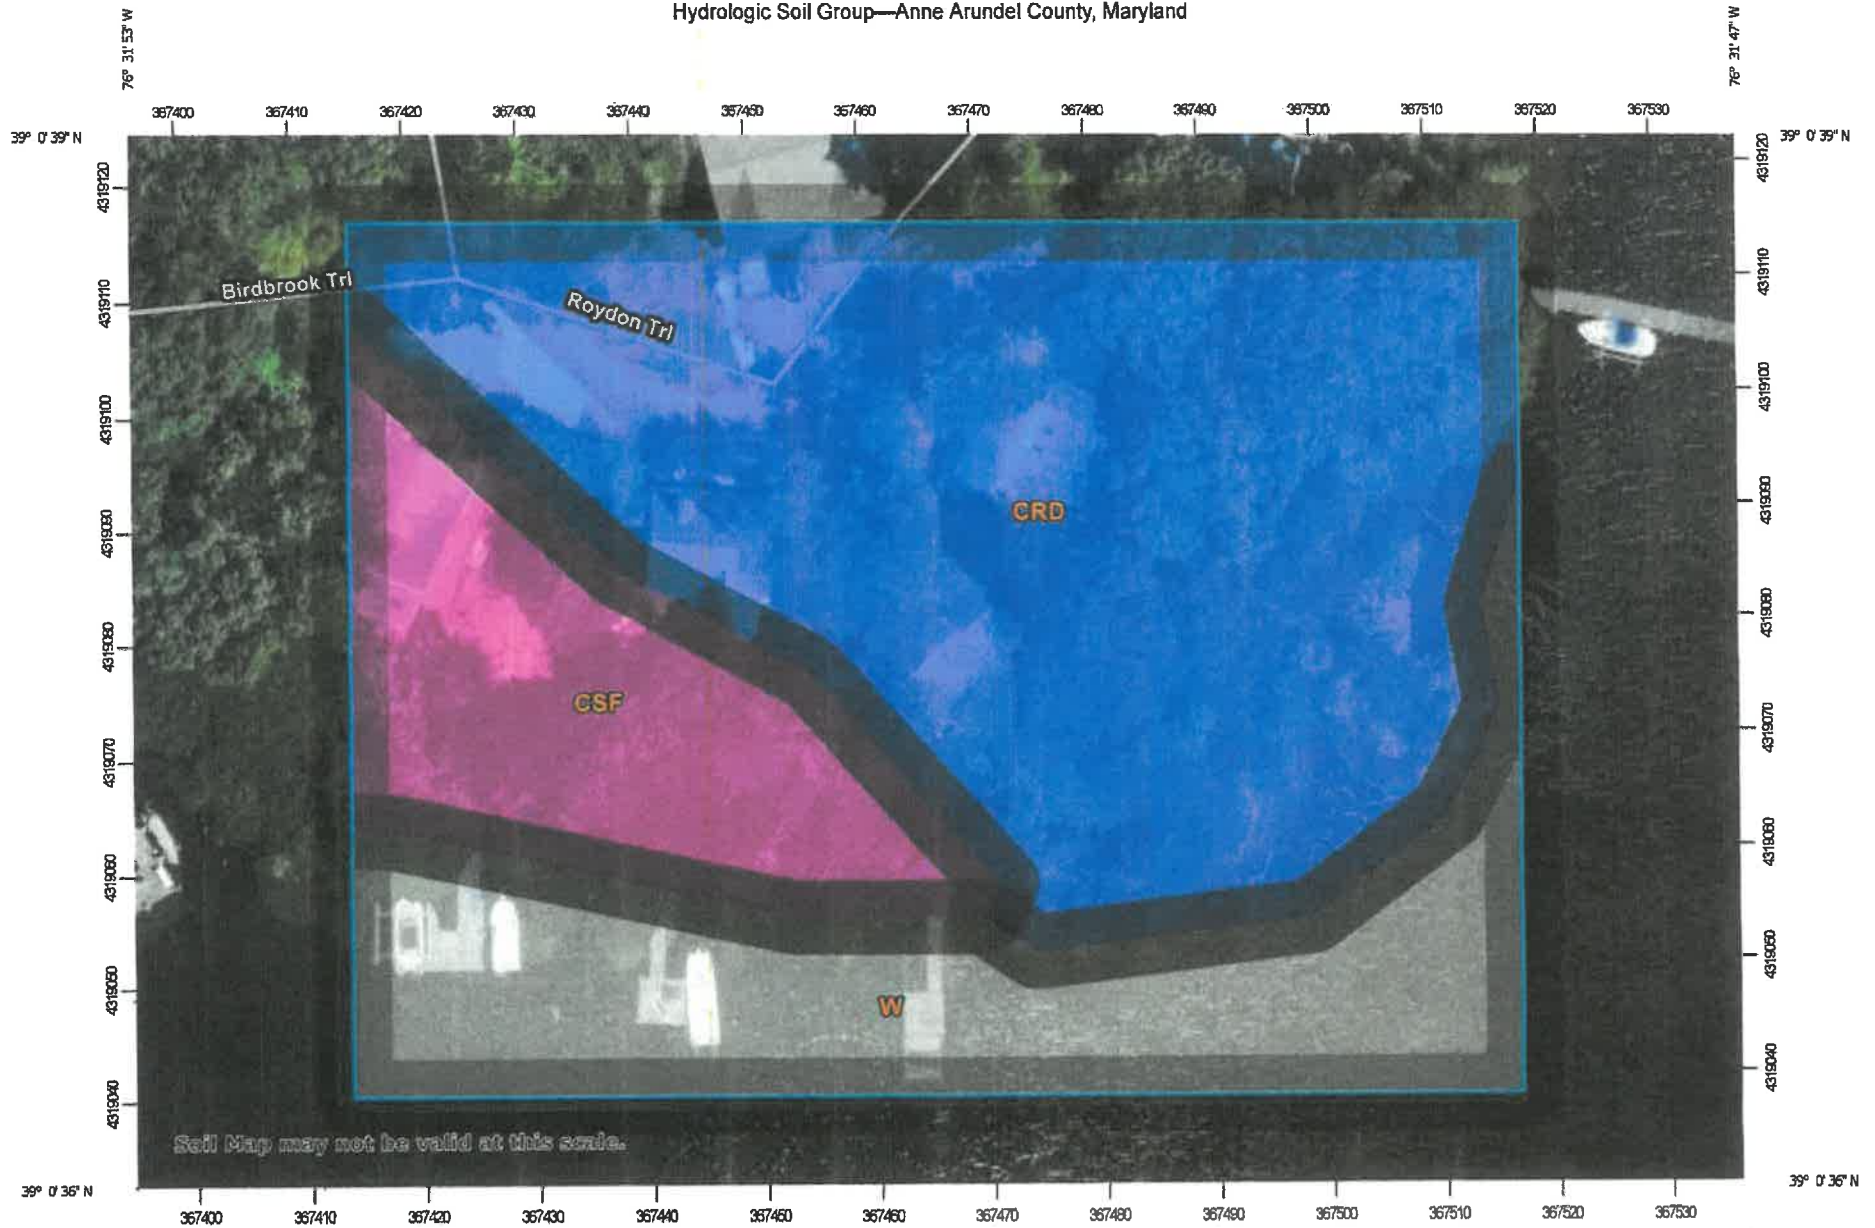 Hydrologic Soil Group—Anne Arundel County, Maryland
76° 31' 53" W
76° 31' 47" W
367400 367410 367420 367430 367440 367450 367460 367470 367480 367490 367500 367510 367520 367530
39° 0' 39" N
39° 0' 39" N
4319120
4319110
4319100
4319090
4319080
4319070
4319060
4319050
4319040
Birdbrook Trl
Roydon Trl
CRD
CSF
W
4319120
4319110
4319100
4319090
4319080
4319070
4319060
4319050
4319040
Soil Map may not be valid at this scale.
39° 0' 36" N
39° 0' 36" N
367400 367410 367420 367430 367440 367450 367460 367470 367480 367490 367500 367510 367520 367530